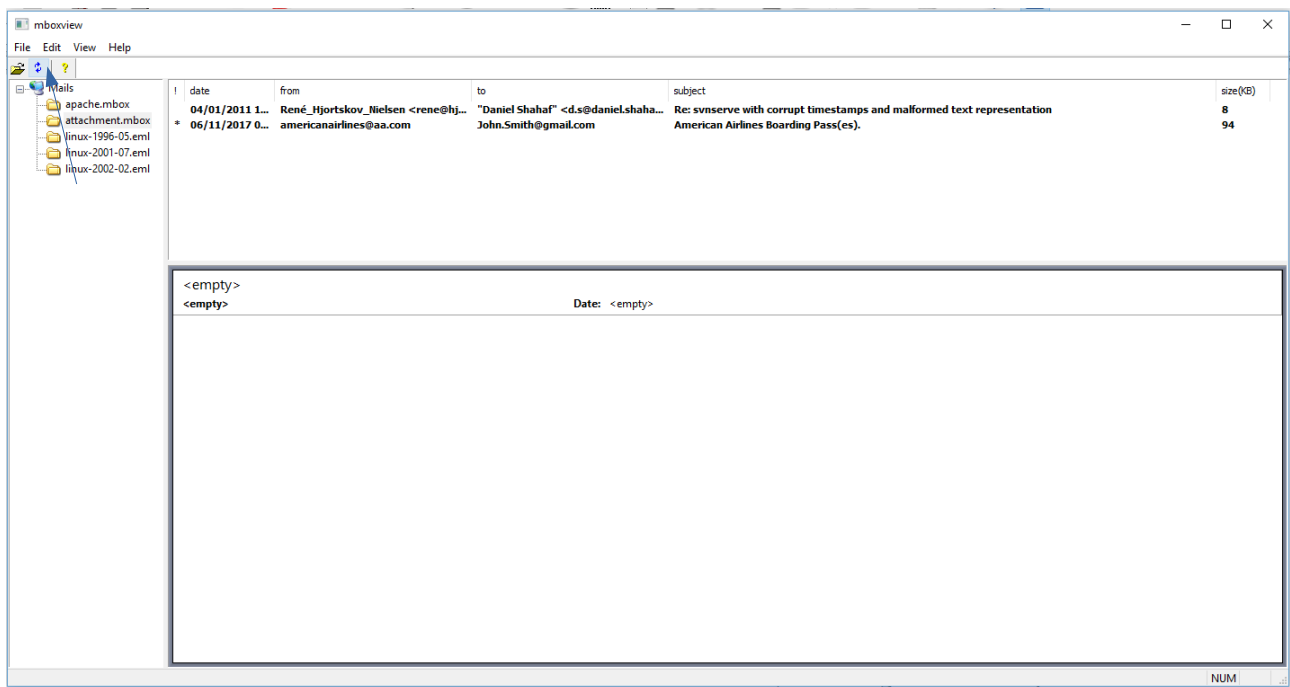 mboxview
File Edit View Help
Mails
apache.mbox
attachment.mbox
linux-1996-05.eml
linux-2001-07.eml
linux-2002-02.eml
! date from to subject size(KB)
04/01/2011 1... René_Hjortskov_Nielsen <rene@hj... "Daniel Shahaf" <d.s@daniel.shaha... Re: svnserve with corrupt timestamps and malformed text representation 8
* 06/11/2017 0... americanairlines@aa.com John.Smith@gmail.com American Airlines Boarding Pass(es). 94
<empty>
<empty> Date: <empty>
NUM